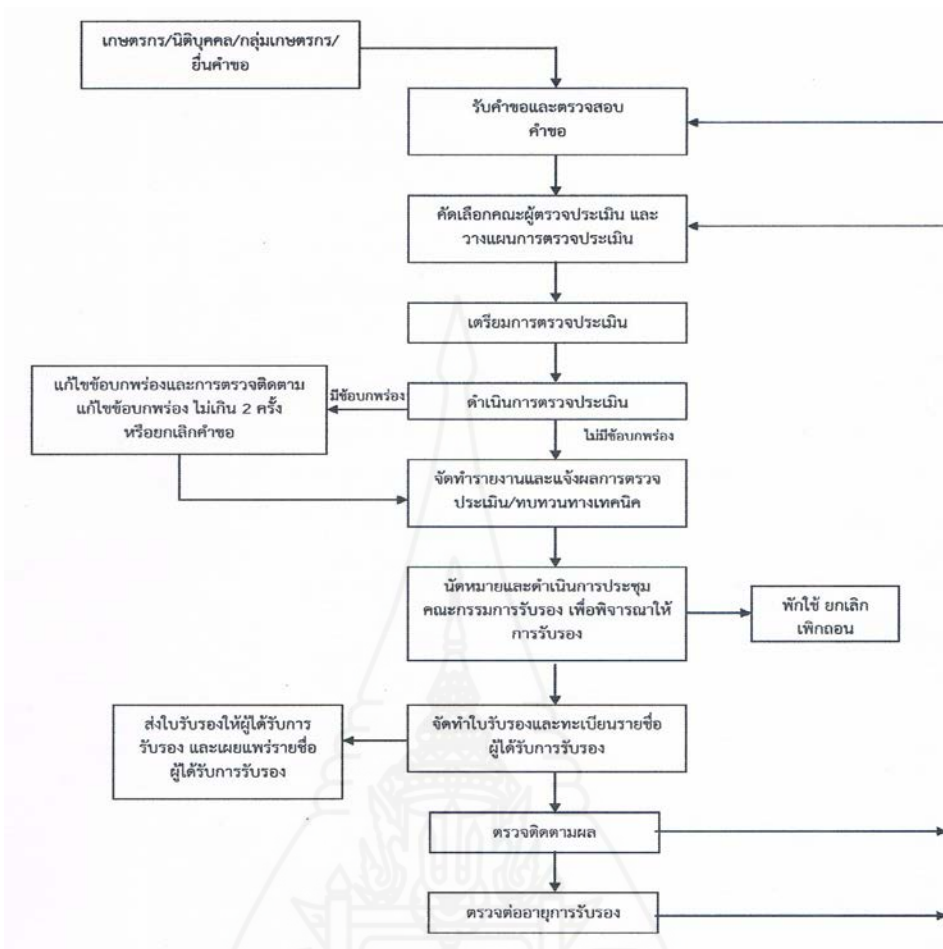 เกษตรกร/นิติบุคคล/กลุ่มเกษตรกร/
ยื่นคำขอ
รับคำขอและตรวจสอบ
คำขอ
คัดเลือกคณะผู้ตรวจประเมิน และ
วางแผนการตรวจประเมิน
เตรียมการตรวจประเมิน
แก้ไขข้อบกพร่องและการตรวจติดตาม
แก้ไขข้อบกพร่อง ไม่เกิน 2 ครั้ง
หรือยกเลิกคำขอ
มีข้อบกพร่อง
ดำเนินการตรวจประเมิน
ไม่มีข้อบกพร่อง
จัดทำรายงานและแจ้งผลการตรวจ
ประเมิน/ทบทวนทางเทคนิค
นัดหมายและดำเนินการประชุม
คณะกรรมการรับรอง เพื่อพิจารณาให้
การรับรอง
พักใช้ ยกเลิก
เพิกถอน
ส่งใบรับรองให้ผู้ได้รับการ
รับรอง และเผยแพร่รายชื่อ
ผู้ได้รับการรับรอง
จัดทำใบรับรองและทะเบียนรายชื่อ
ผู้ได้รับการรับรอง
ตรวจติดตามผล
ตรวจต่ออายุการรับรอง